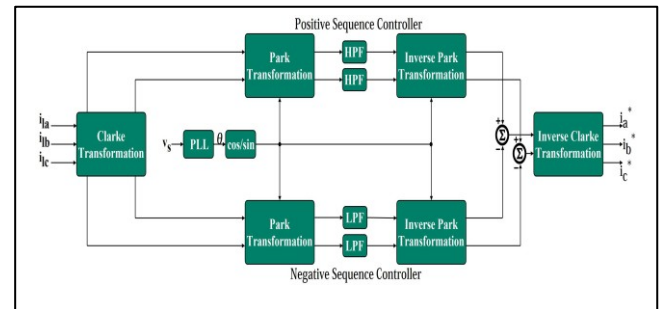 Positive Sequence Controller
Park
Transformation
HPF
HPF
Inverse Park
Transformation
i_la
i_lb
i_lc
Clarke
Transformation
v_s
PLL
θ
cos/sin
+
-
Σ
+
-
Σ
Inverse Clarke
Transformation
i_a*
i_b*
i_c*
Park
Transformation
LPF
LPF
Inverse Park
Transformation
Negative Sequence Controller